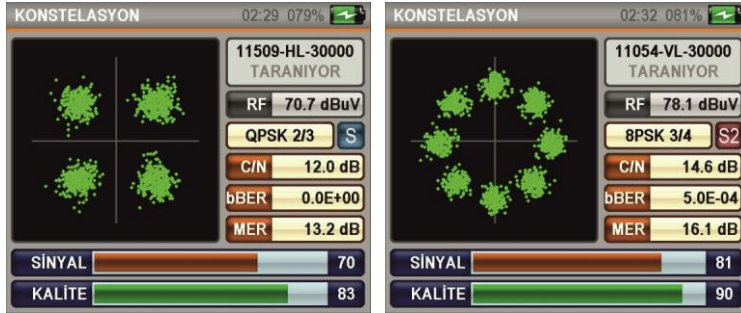 KONSTELASYON 02:29 079%
11509-HL-30000
TARANIYOR
RF 70.7 dBuV
QPSK 2/3 S
C/N 12.0 dB
bBER 0.0E+00
MER 13.2 dB
SİNYAL 70
KALİTE 83
KONSTELASYON 02:32 081%
11054-VL-30000
TARANIYOR
RF 78.1 dBuV
8PSK 3/4 S2
C/N 14.6 dB
bBER 5.0E-04
MER 16.1 dB
SİNYAL 81
KALİTE 90